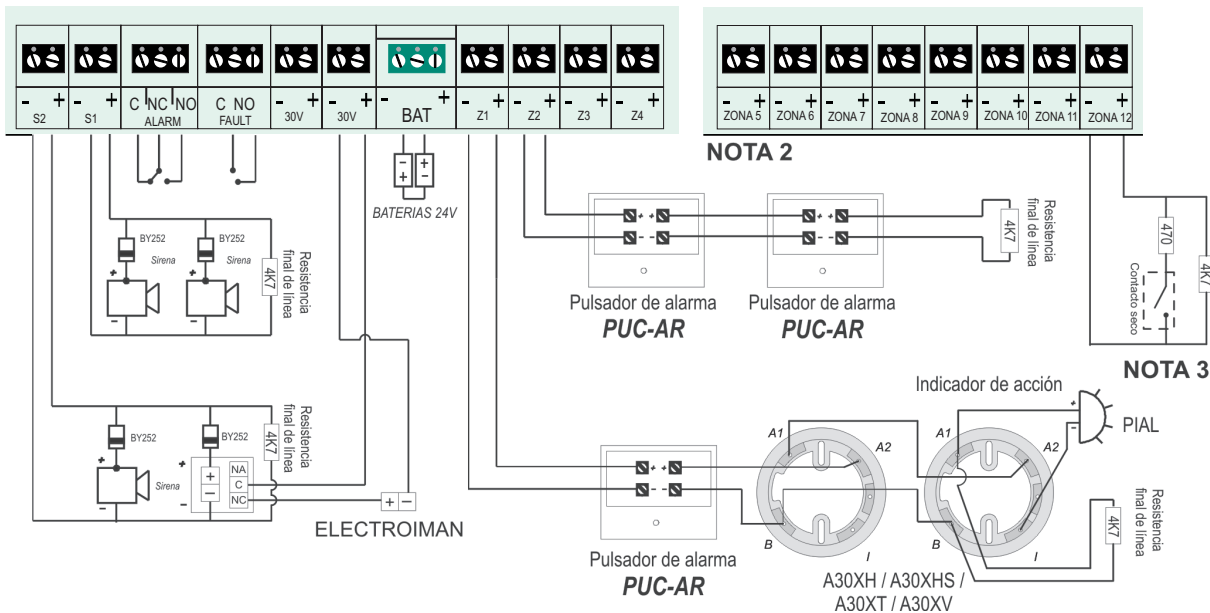 - +
S2
- +
S1
C NC NO
ALARM
C NO
FAULT
- +
30V
- +
30V
- +
BAT
- +
Z1
- +
Z2
- +
Z3
- +
Z4
- +
ZONA 5
- +
ZONA 6
- +
ZONA 7
- +
ZONA 8
- +
ZONA 9
- +
ZONA 10
- +
ZONA 11
- +
ZONA 12
NOTA 2
- +
+ -
BATERIAS 24V
BY252
Sirena
+
-
BY252
Sirena
+
-
4K7
Resistencia
final de línea
+ +
- -
Pulsador de alarma
PUC-AR
+ +
- -
Pulsador de alarma
PUC-AR
4K7
Resistencia
final de línea
470
Contacto seco
4K7
NOTA 3
BY252
+
Sirena
-
BY252
+
+
-
-
NA
C
NC
4K7
Resistencia
final de línea
+ -
ELECTROIMAN
+ +
- -
Pulsador de alarma
PUC-AR
A1
A2
B
I
A30XH / A30XHS /
A30XT / A30XV
Indicador de acción
A1
A2
B
I
+
-
PIAL
4K7
Resistencia
final de línea